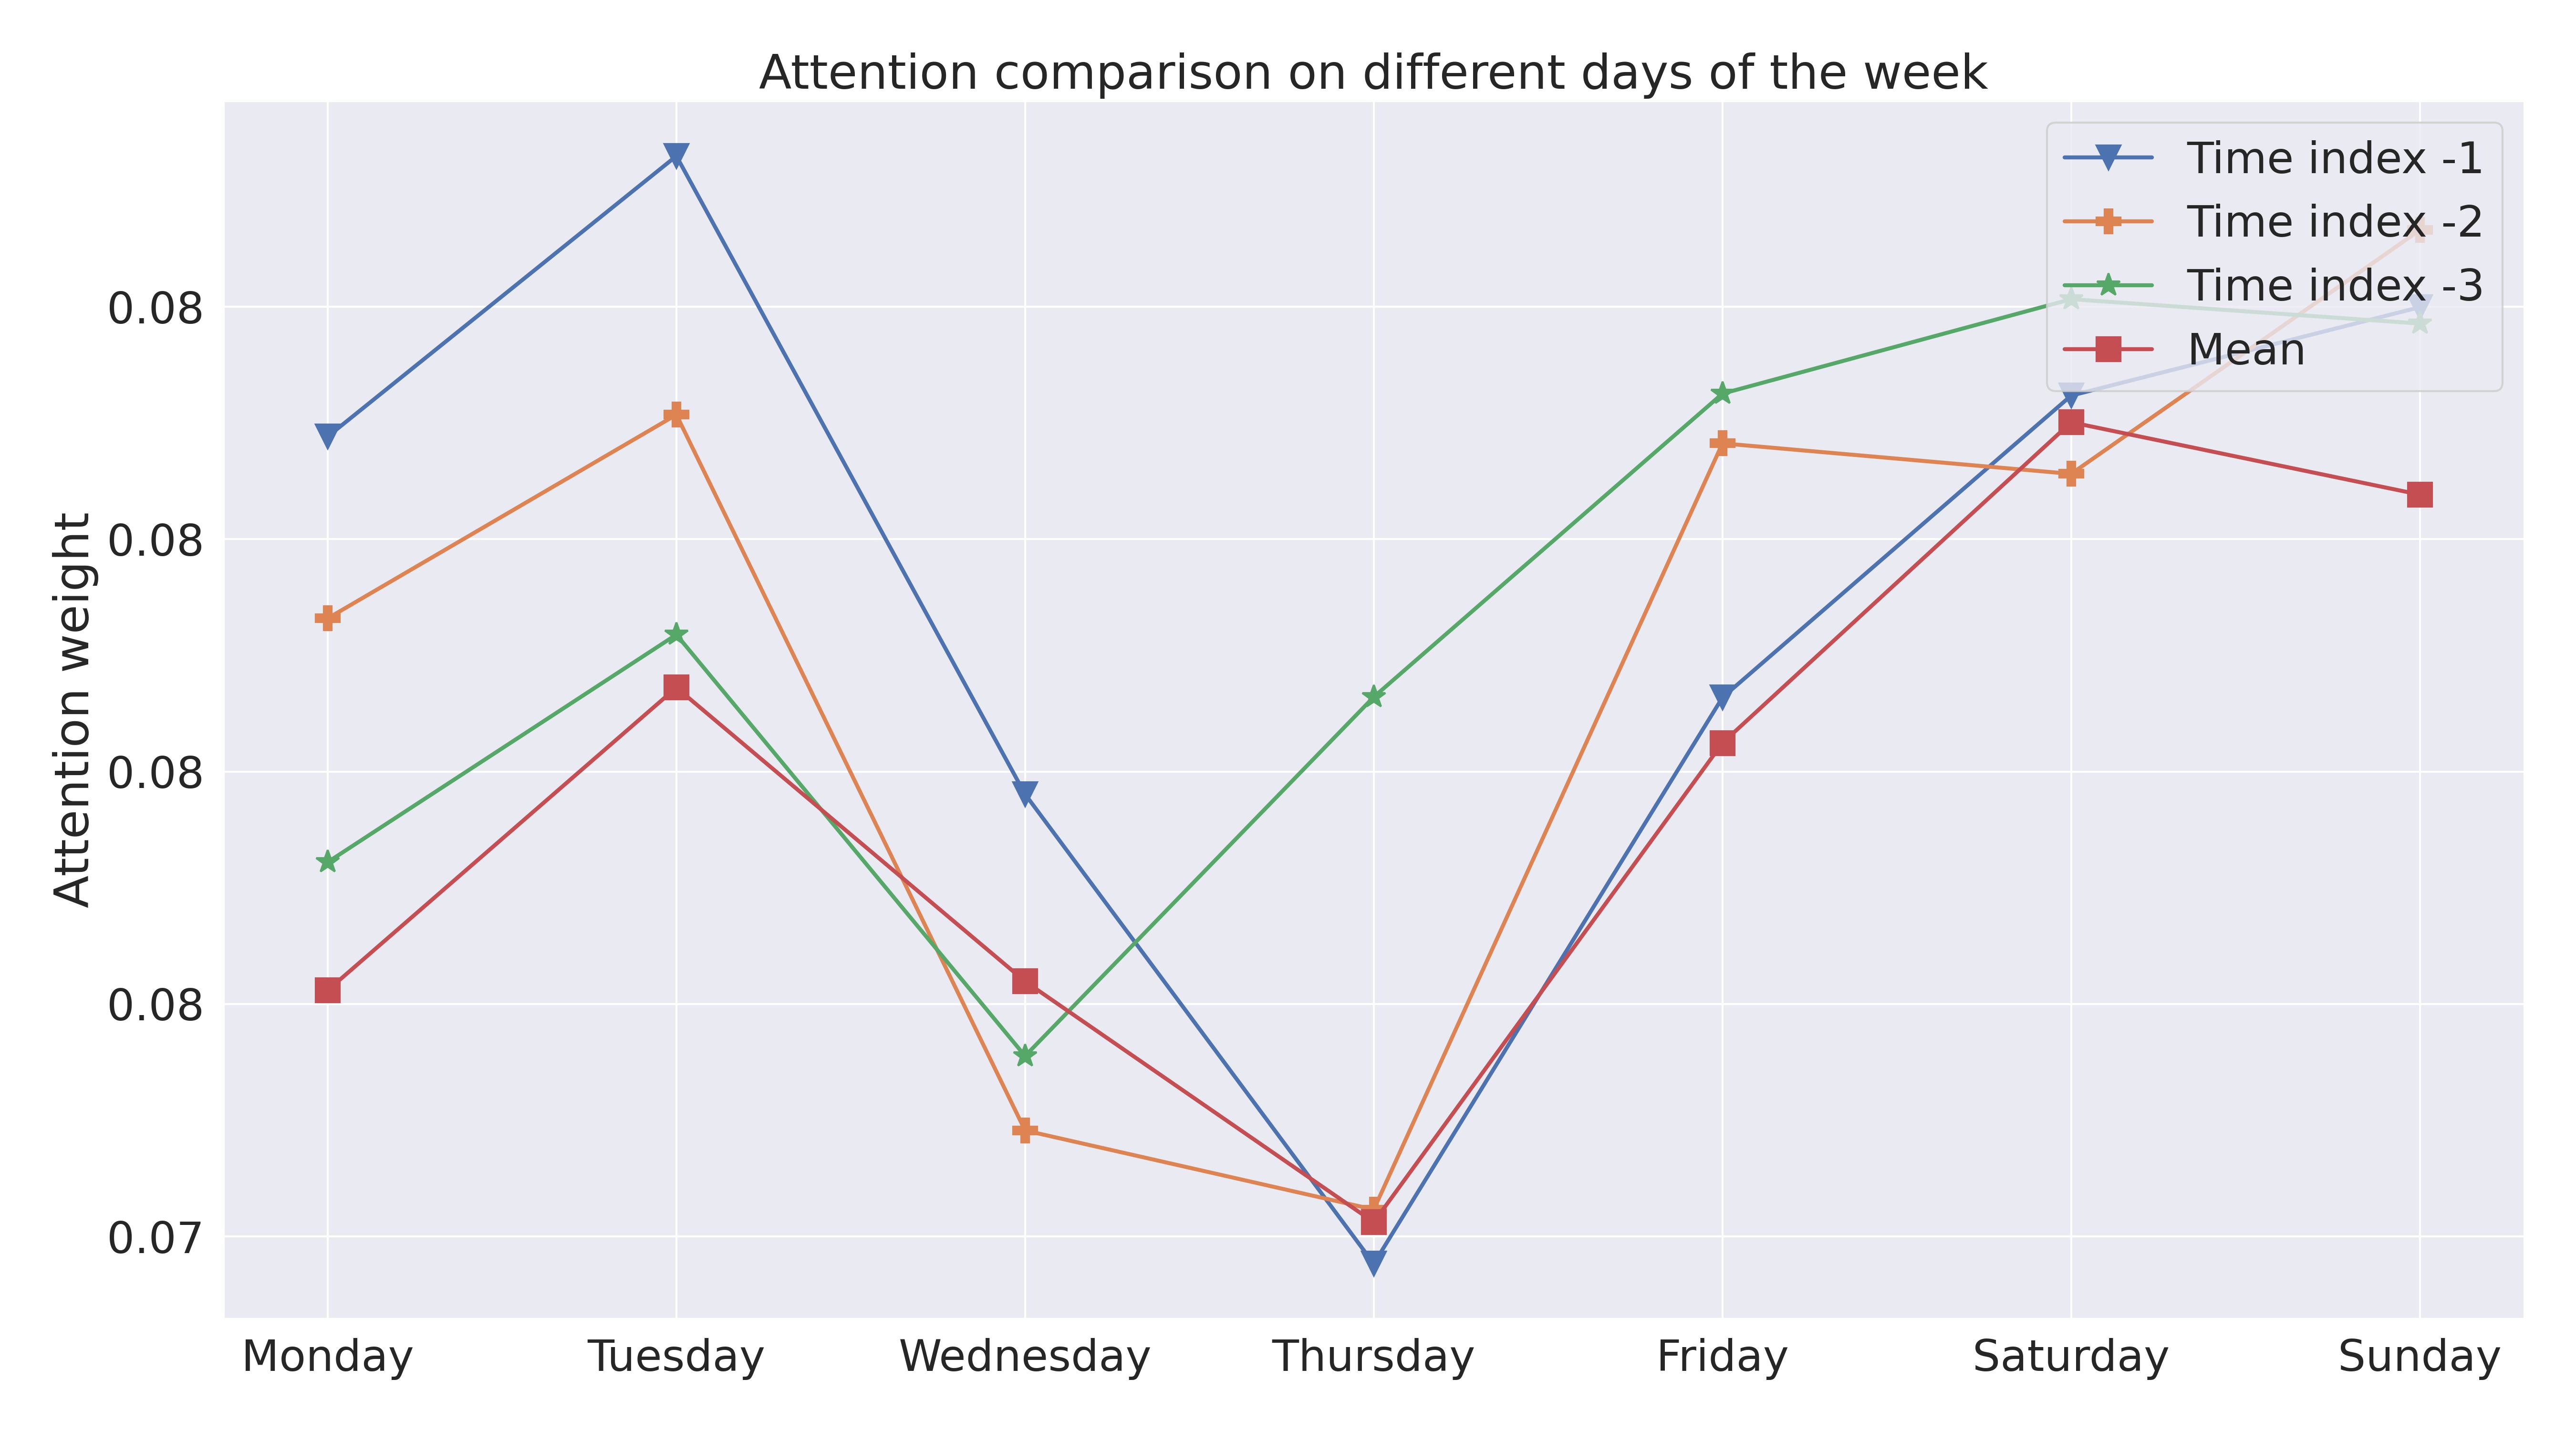 Attention comparison on different days of the week
Time index -1
Time index -2
Time index -3
Mean
Attention weight
0.08
0.08
0.08
0.08
0.07
Monday Tuesday Wednesday Thursday Friday Saturday Sunday